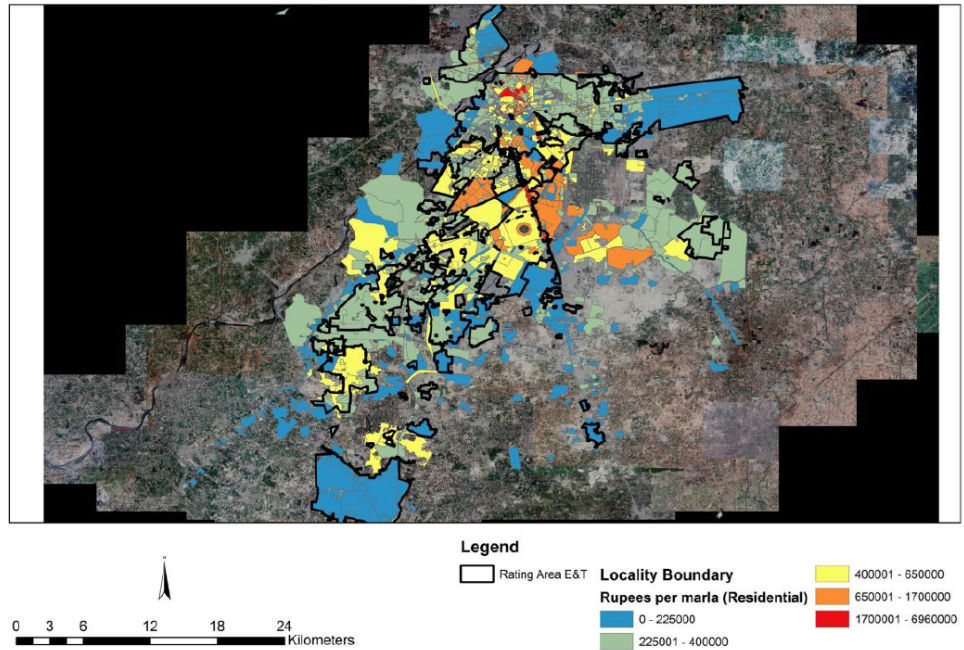 N
Legend
Rating Area E&T
Locality Boundary
Rupees per marla (Residential)
0 - 225000
225001 - 400000
400001 - 650000
650001 - 1700000
1700001 - 6960000
0 3 6 12 18 24
Kilometers